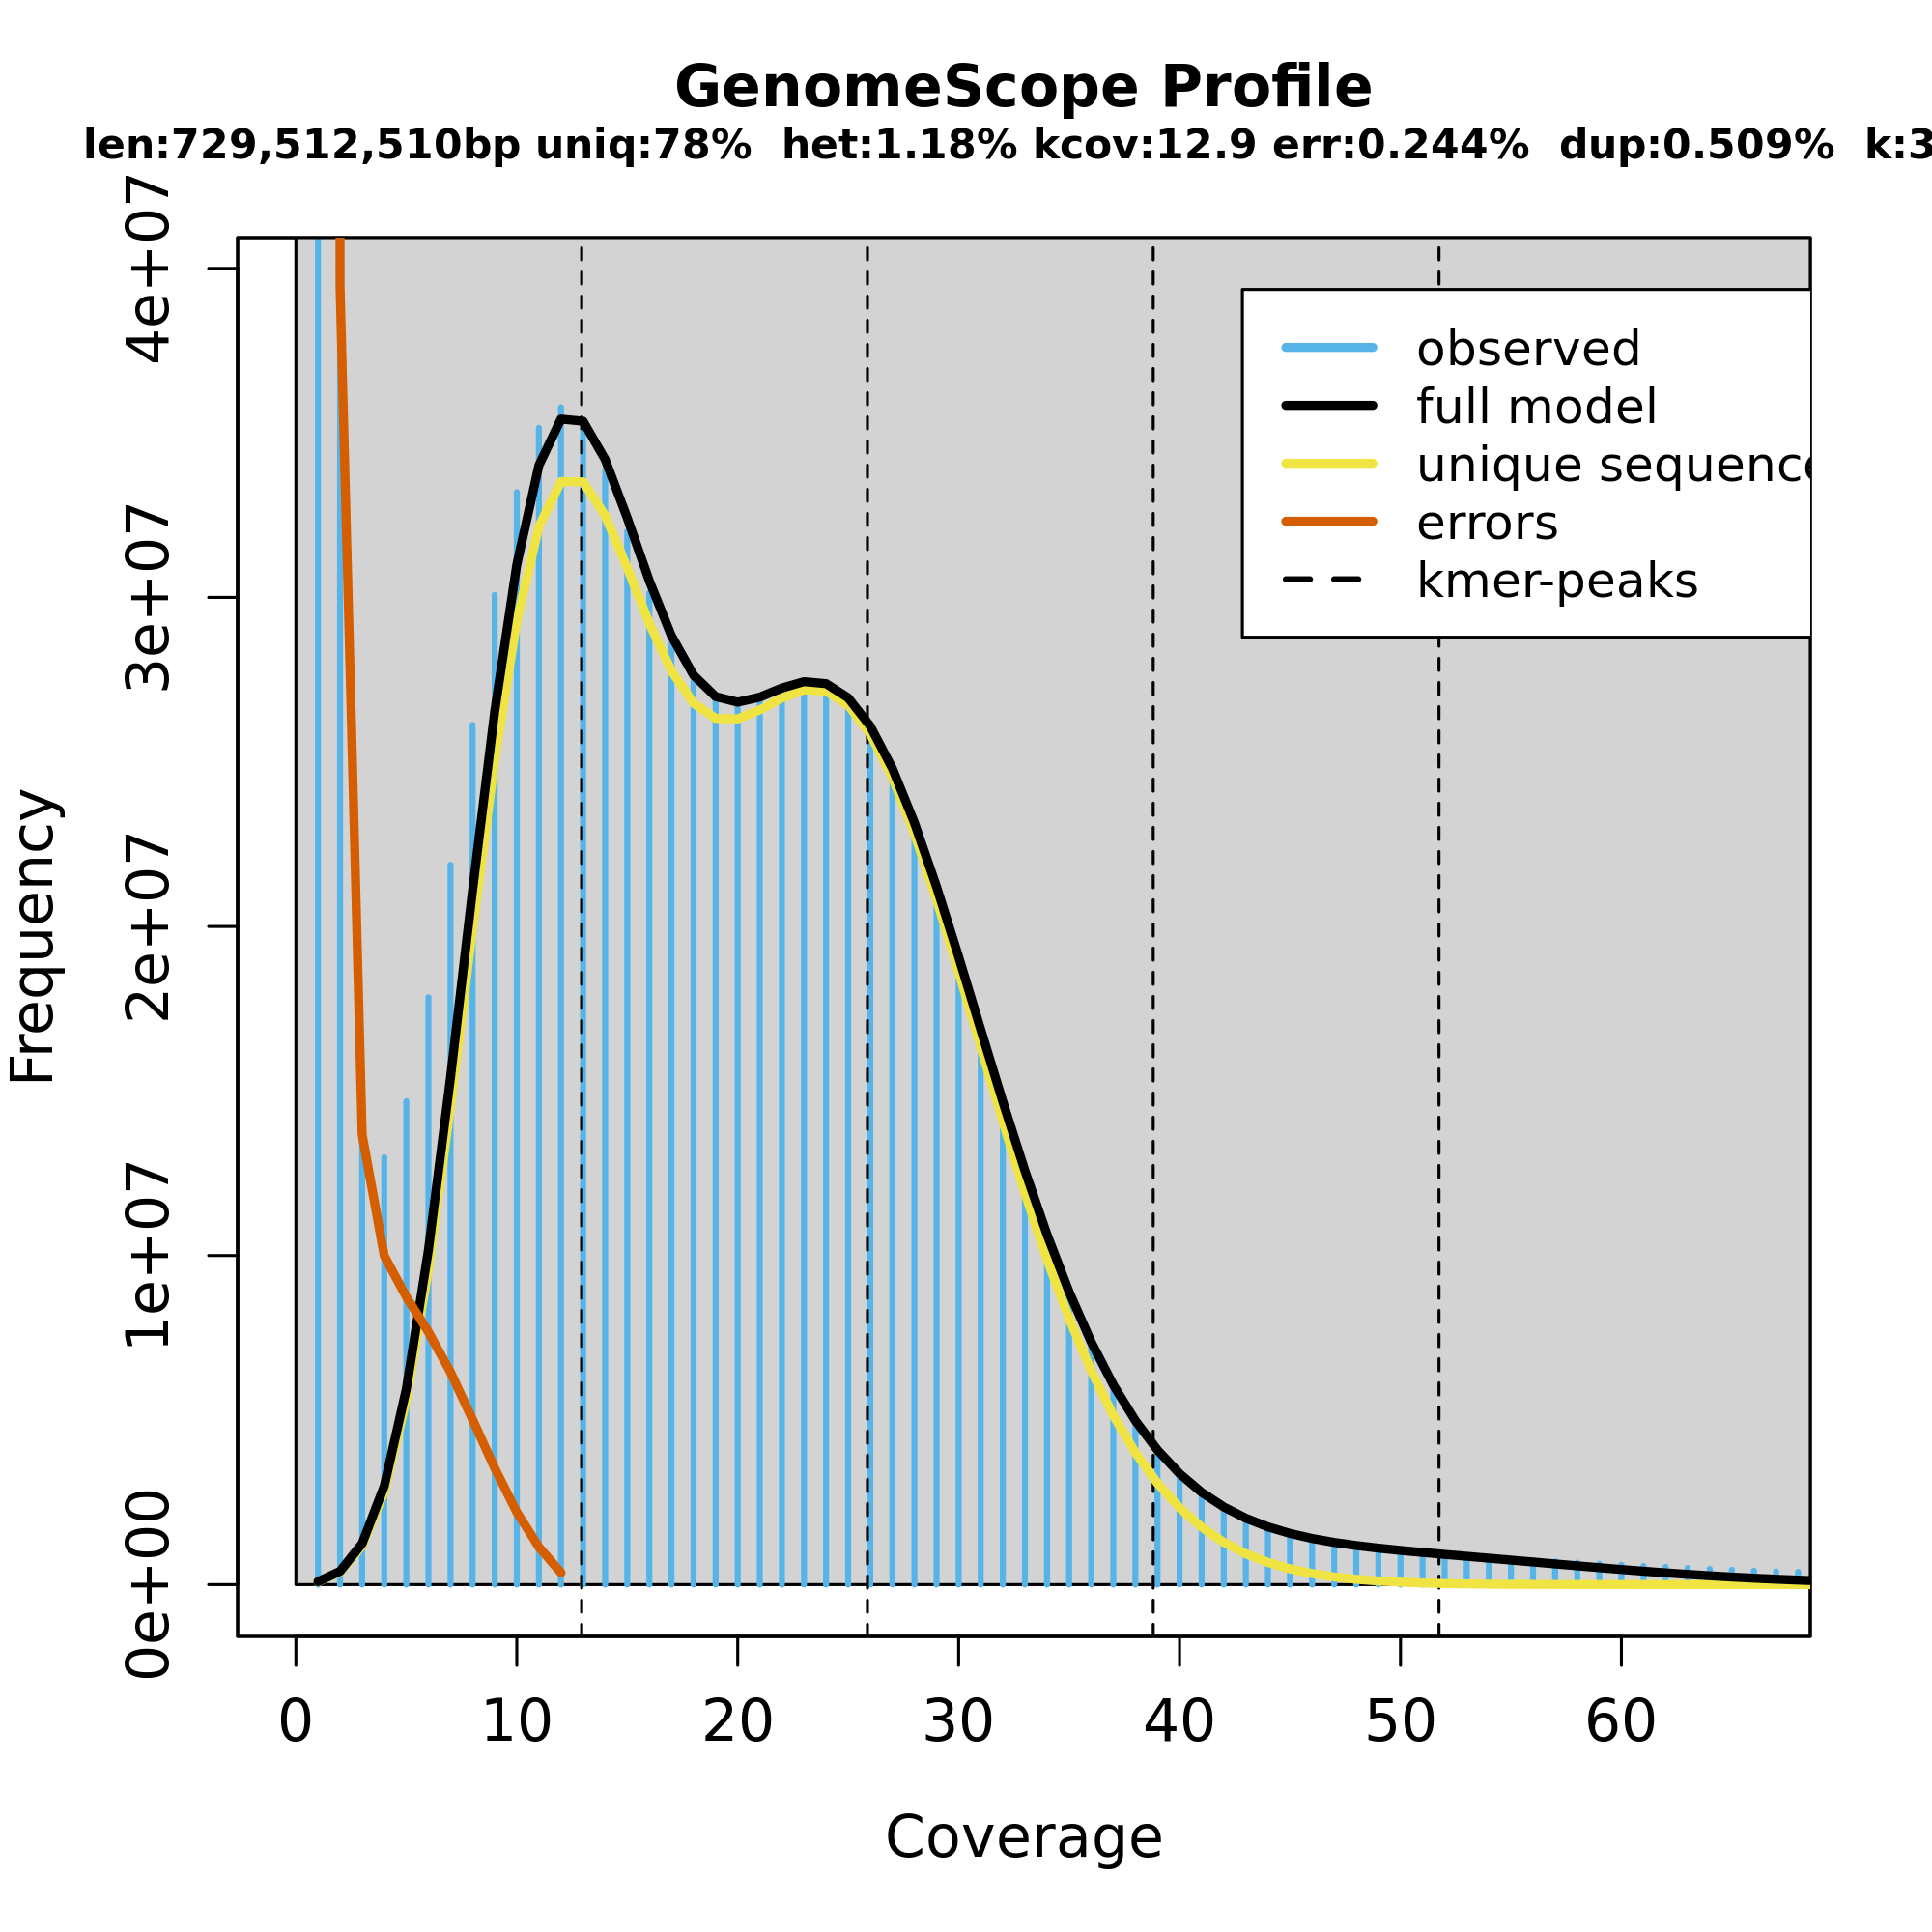 GenomeScope Profile
len:729,512,510bp uniq:78% het:1.18% kcov:12.9 err:0.244% dup:0.509% k:3
4e+07
3e+07
2e+07
1e+07
0e+00
Frequency
observed
full model
unique sequence
errors
kmer-peaks
0 10 20 30 40 50 60
Coverage